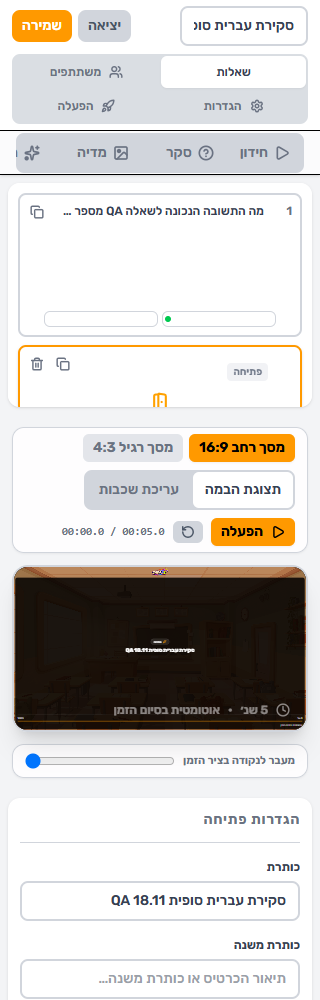 סקירת עברית סופ
יציאה
שמירה
שאלות
משתתפים
הגדרות
הפעלה
חידון
סקר
מדיה
1
מה התשובה הנכונה לשאלה QA מספר ...
פתיחה
מסך רחב 16:9
מסך רגיל 4:3
תצוגת הבמה
עריכת שכבות
הפעלה
00:00.0 / 00:05.0
סקירת עברית סופית QA 18.11
5 שנ׳ • אוטומטית בסיום הזמן
מעבר לנקודה בציר הזמן
הגדרות פתיחה
כותרת
סקירת עברית סופית QA 18.11
כותרת משנה
תיאור הכרטיס או כותרת משנה...